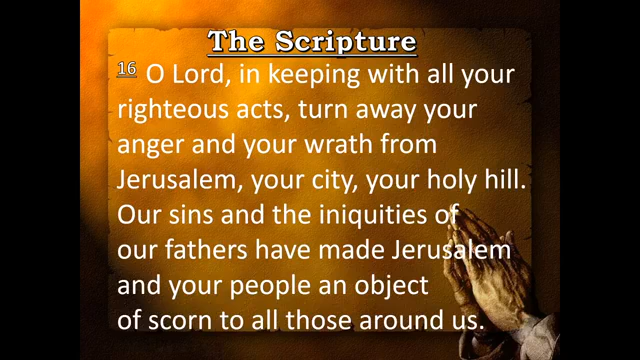 The Scripture
16 O Lord, in keeping with all your
righteous acts, turn away your
anger and your wrath from
Jerusalem, your city, your holy hill.
Our sins and the iniquities of
our fathers have made Jerusalem
and your people an object
of scorn to all those around us.